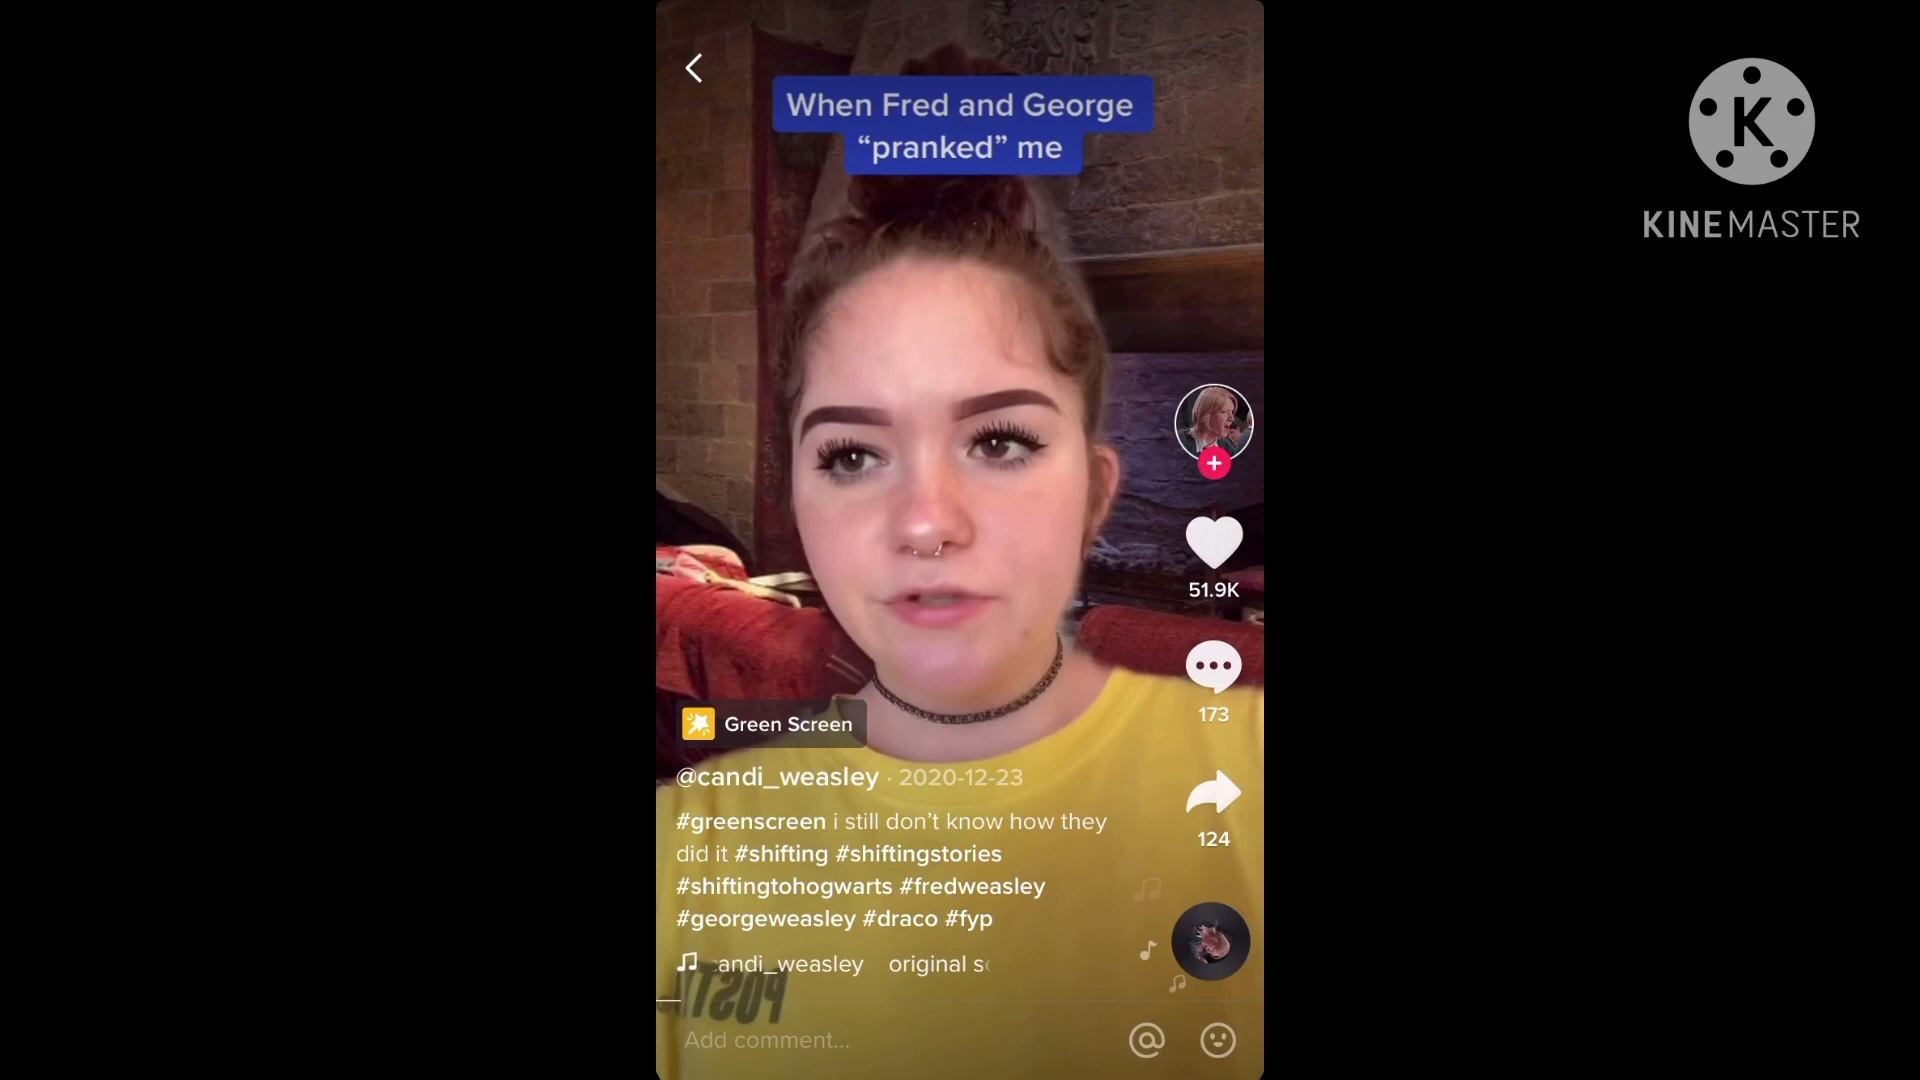 When Fred and George
“pranked” me
K
KINEMASTER
51.9K
173
124
Green Screen
@candi_weasley · 2020-12-23
#greenscreen i still don’t know how they
did it #shifting #shiftingstories
#shiftingtohogwarts #fredweasley
#georgeweasley #draco #fyp
andi_weasley original s
Add comment...